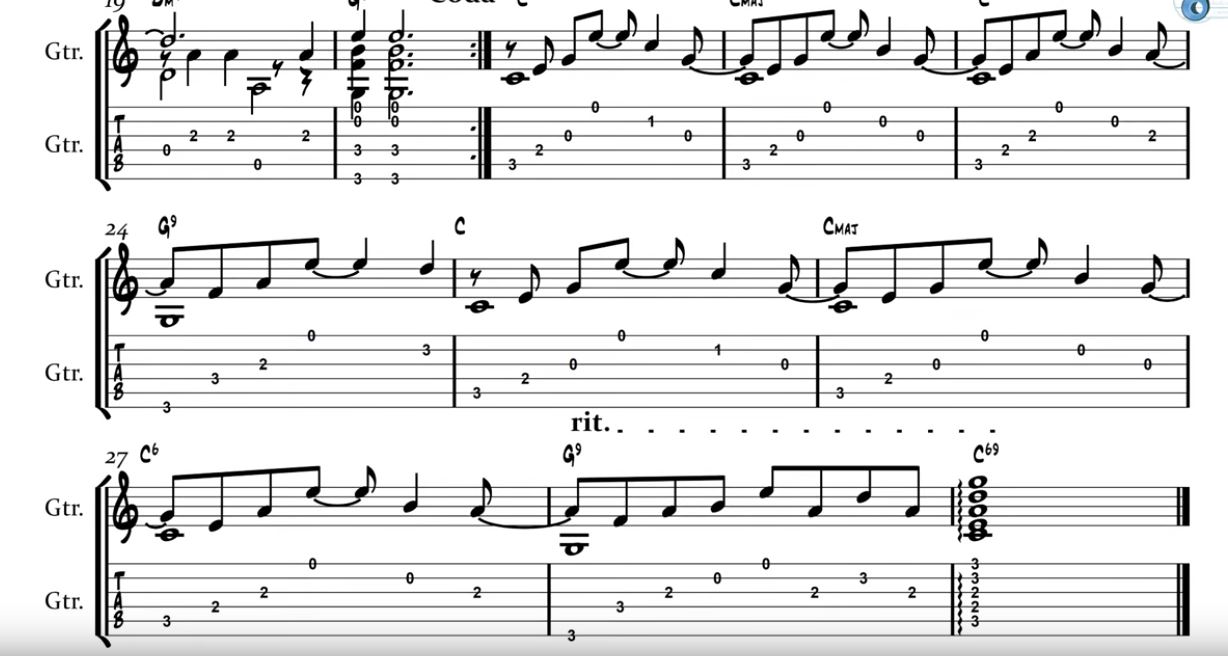 19 Coda C CMAJ C
Gtr.
0 0 0 0 0
0 0 1 0 0
2 2 2 0 0 0 0 2 2
0 3 3 2 2 2
0 3 3 3
3 3
T A B
Gtr.
24 G9 C CMAJ
Gtr.
0 0 0
3 1 0
2 0 0 0 0
3 2 2
3 3
3
T A B
Gtr.
rit. . - - - - - - - - - - - -
27 C6 G9 C69
Gtr.
0 0 3
0 0 3 3
2 2 2 2 2 2
2 3 2
3 3
3
T A B
Gtr.